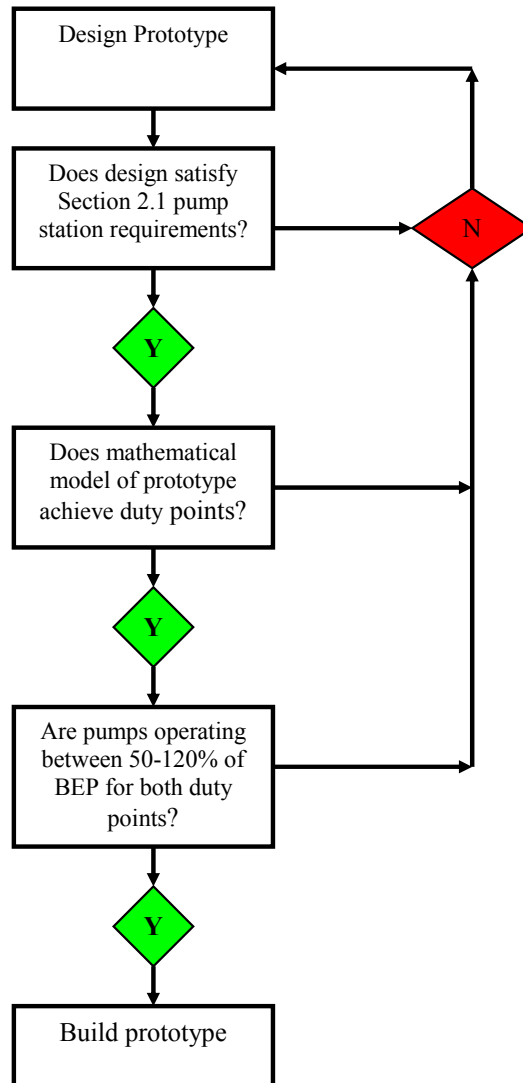 Design Prototype
Does design satisfy
Section 2.1 pump
station requirements?
N
Y
Does mathematical
model of prototype
achieve duty points?
Y
Are pumps operating
between 50-120% of
BEP for both duty
points?
Y
Build prototype